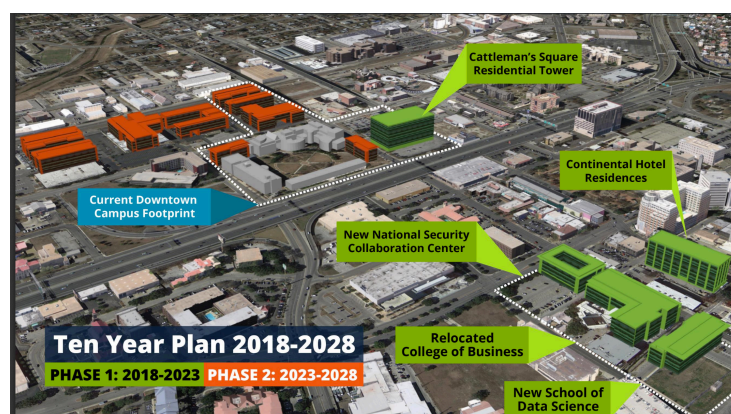 Cattleman's Square
Residential Tower
Continental Hotel
Residences
Current Downtown
Campus Footprint
New National Security
Collaboration Center
Relocated
College of Business
New School of
Data Science
Ten Year Plan 2018-2028
PHASE 1: 2018-2023 PHASE 2: 2023-2028